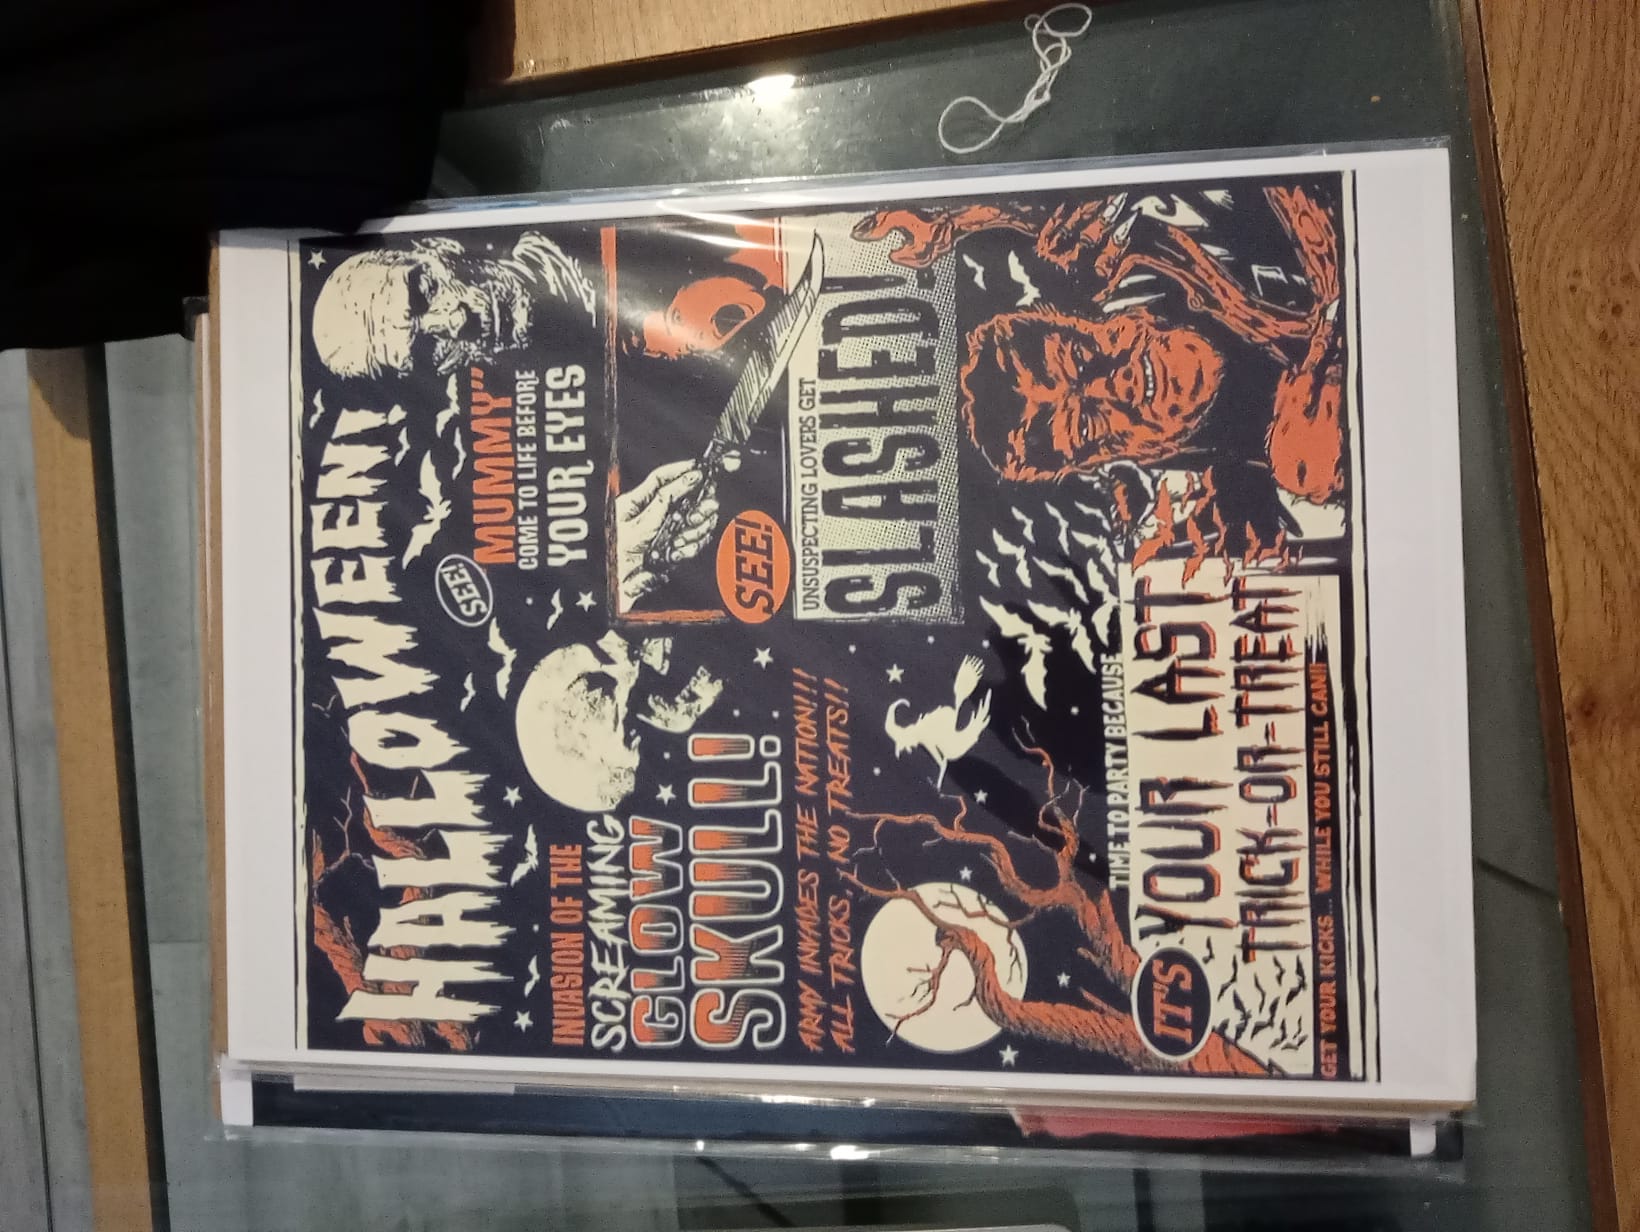 HALLOWEEN!
SEE!
"MUMMY"
COME TO LIFE BEFORE
YOUR EYES
INVASION OF THE
SCREAMING
GLOW
SKULL!
ARMY INVADES THE NATION!!!
ALL TRICKS, NO TREATS!!
SEE!
UNSUSPECTING LOVERS GET
SLASHED!
TIME TO PARTY BECAUSE
IT'S
YOUR LAST
TRICK-OR-TREAT
GET YOUR KICKS... WHILE YOU STILL CAN!!